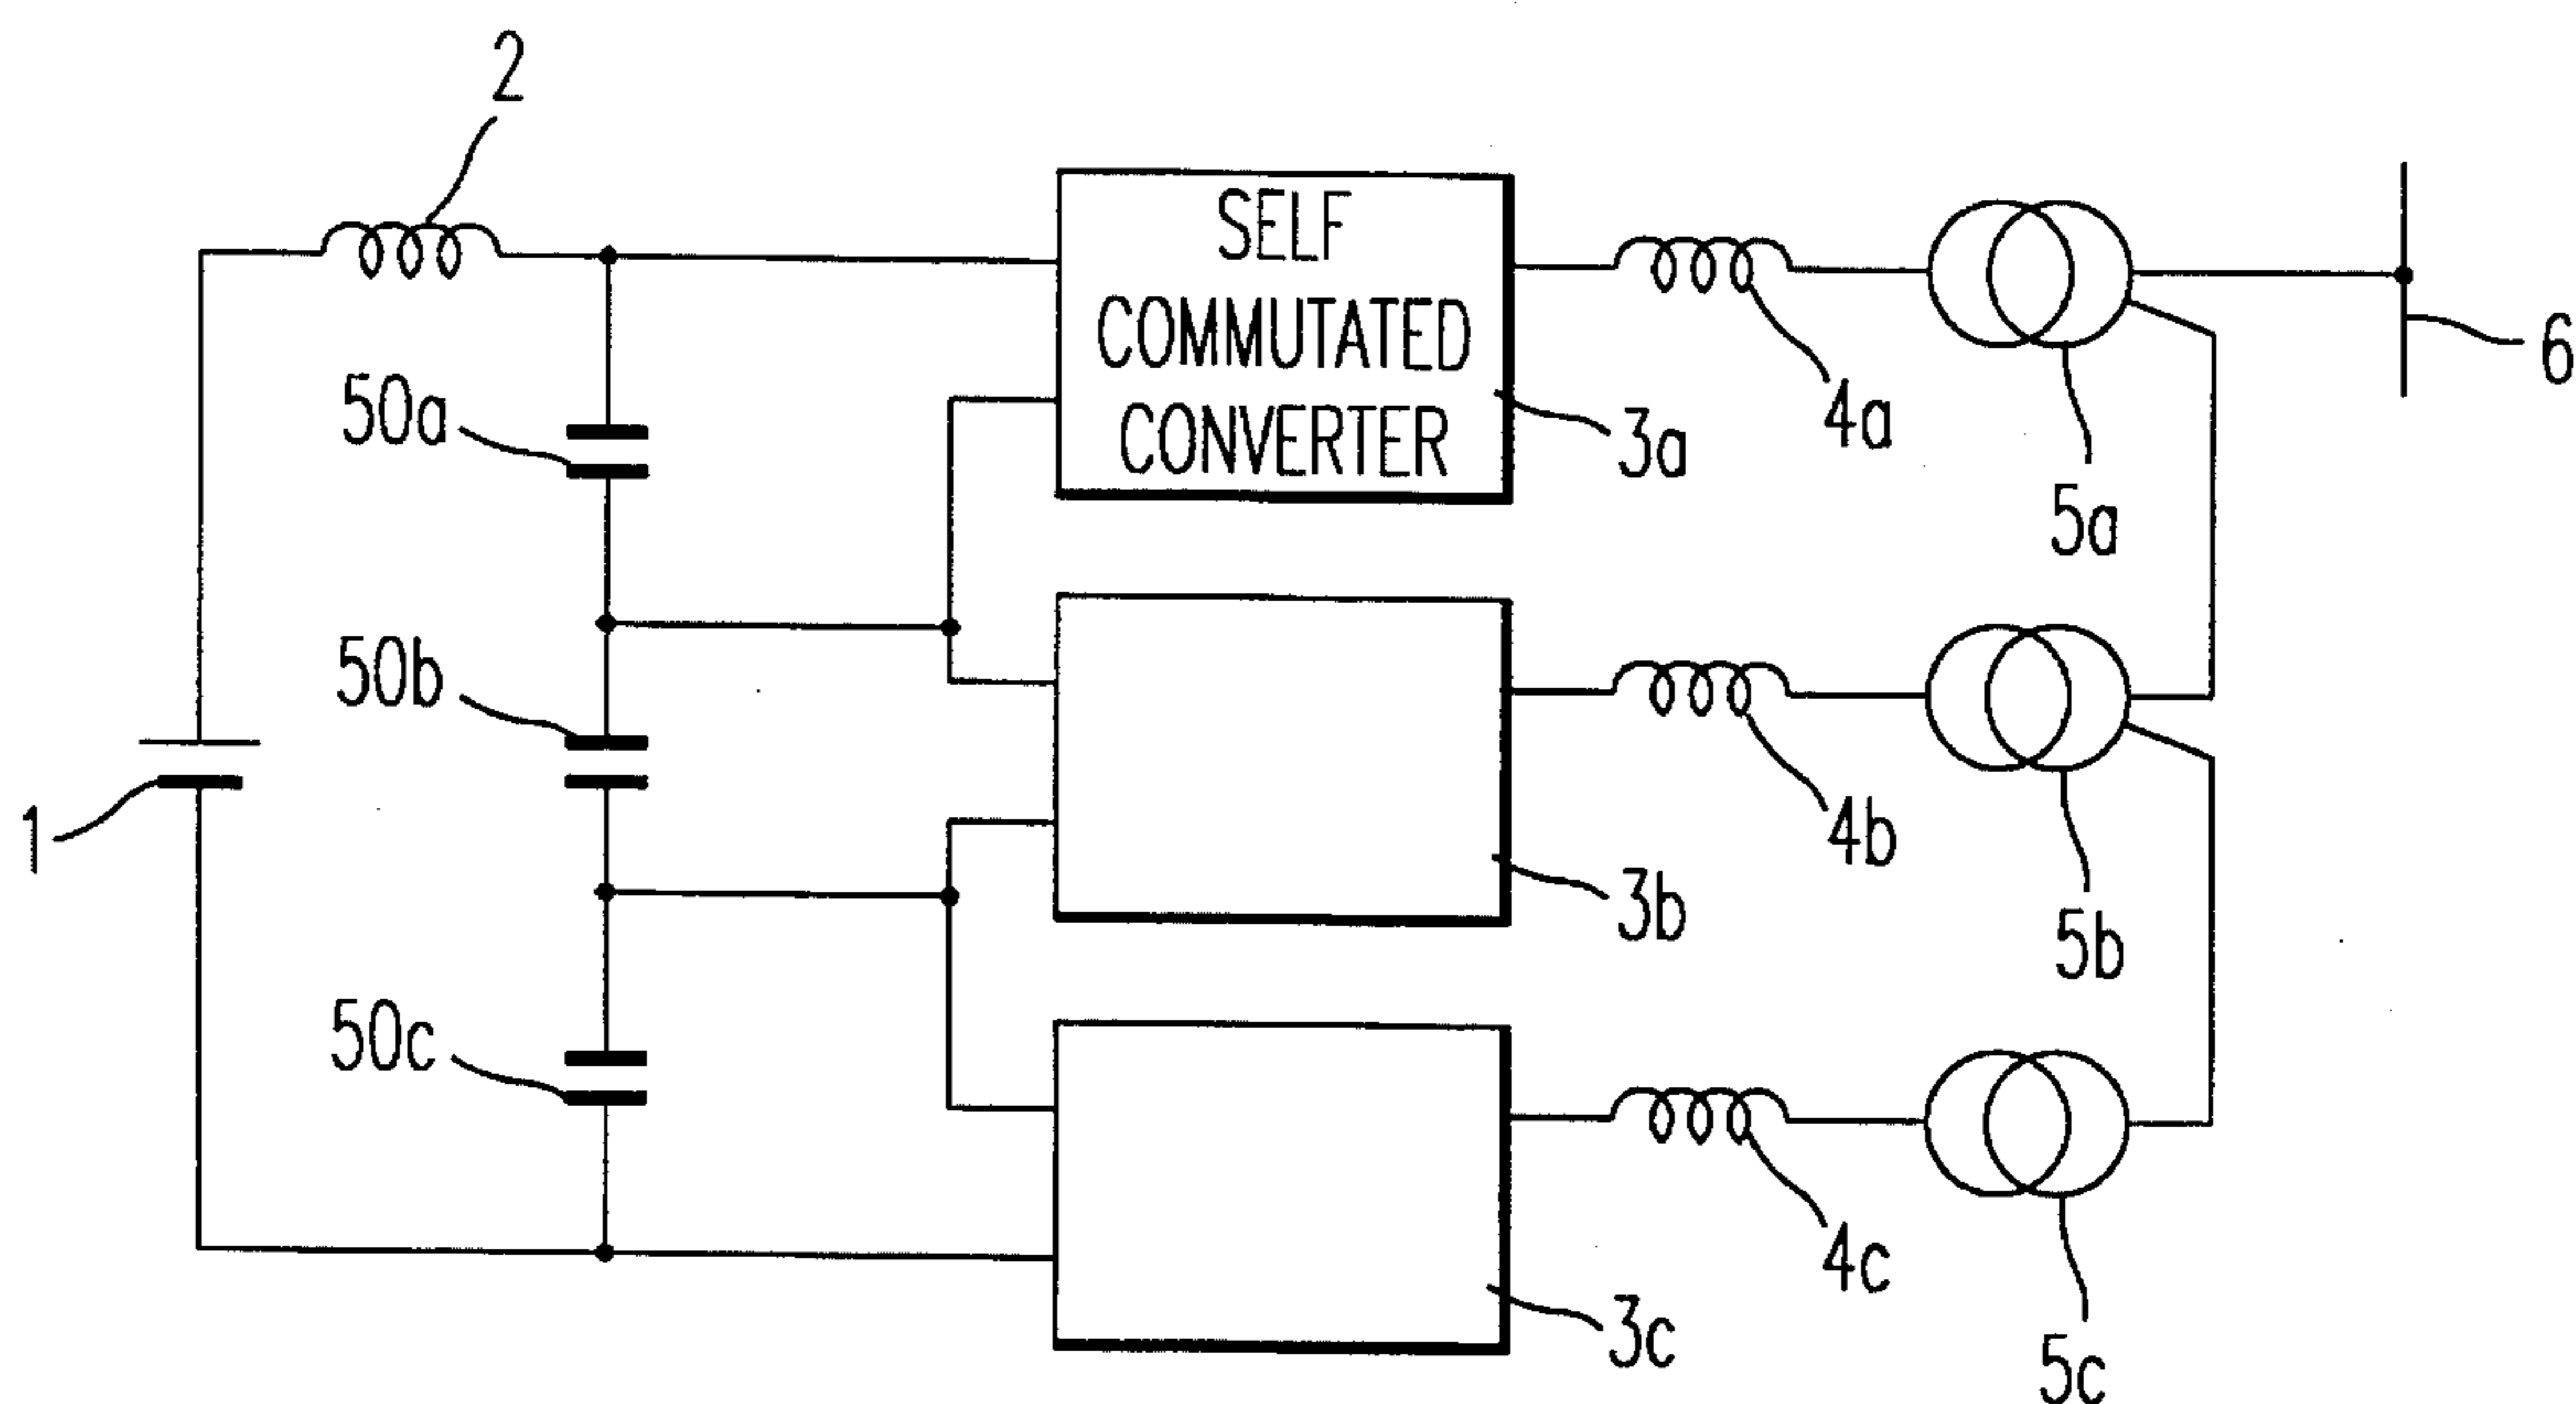 2
SELF
COMMUTATED
CONVERTER
50a
3a
4a
5a
6
50b
1
3b
4b
5b
50c
3c
4c
5c